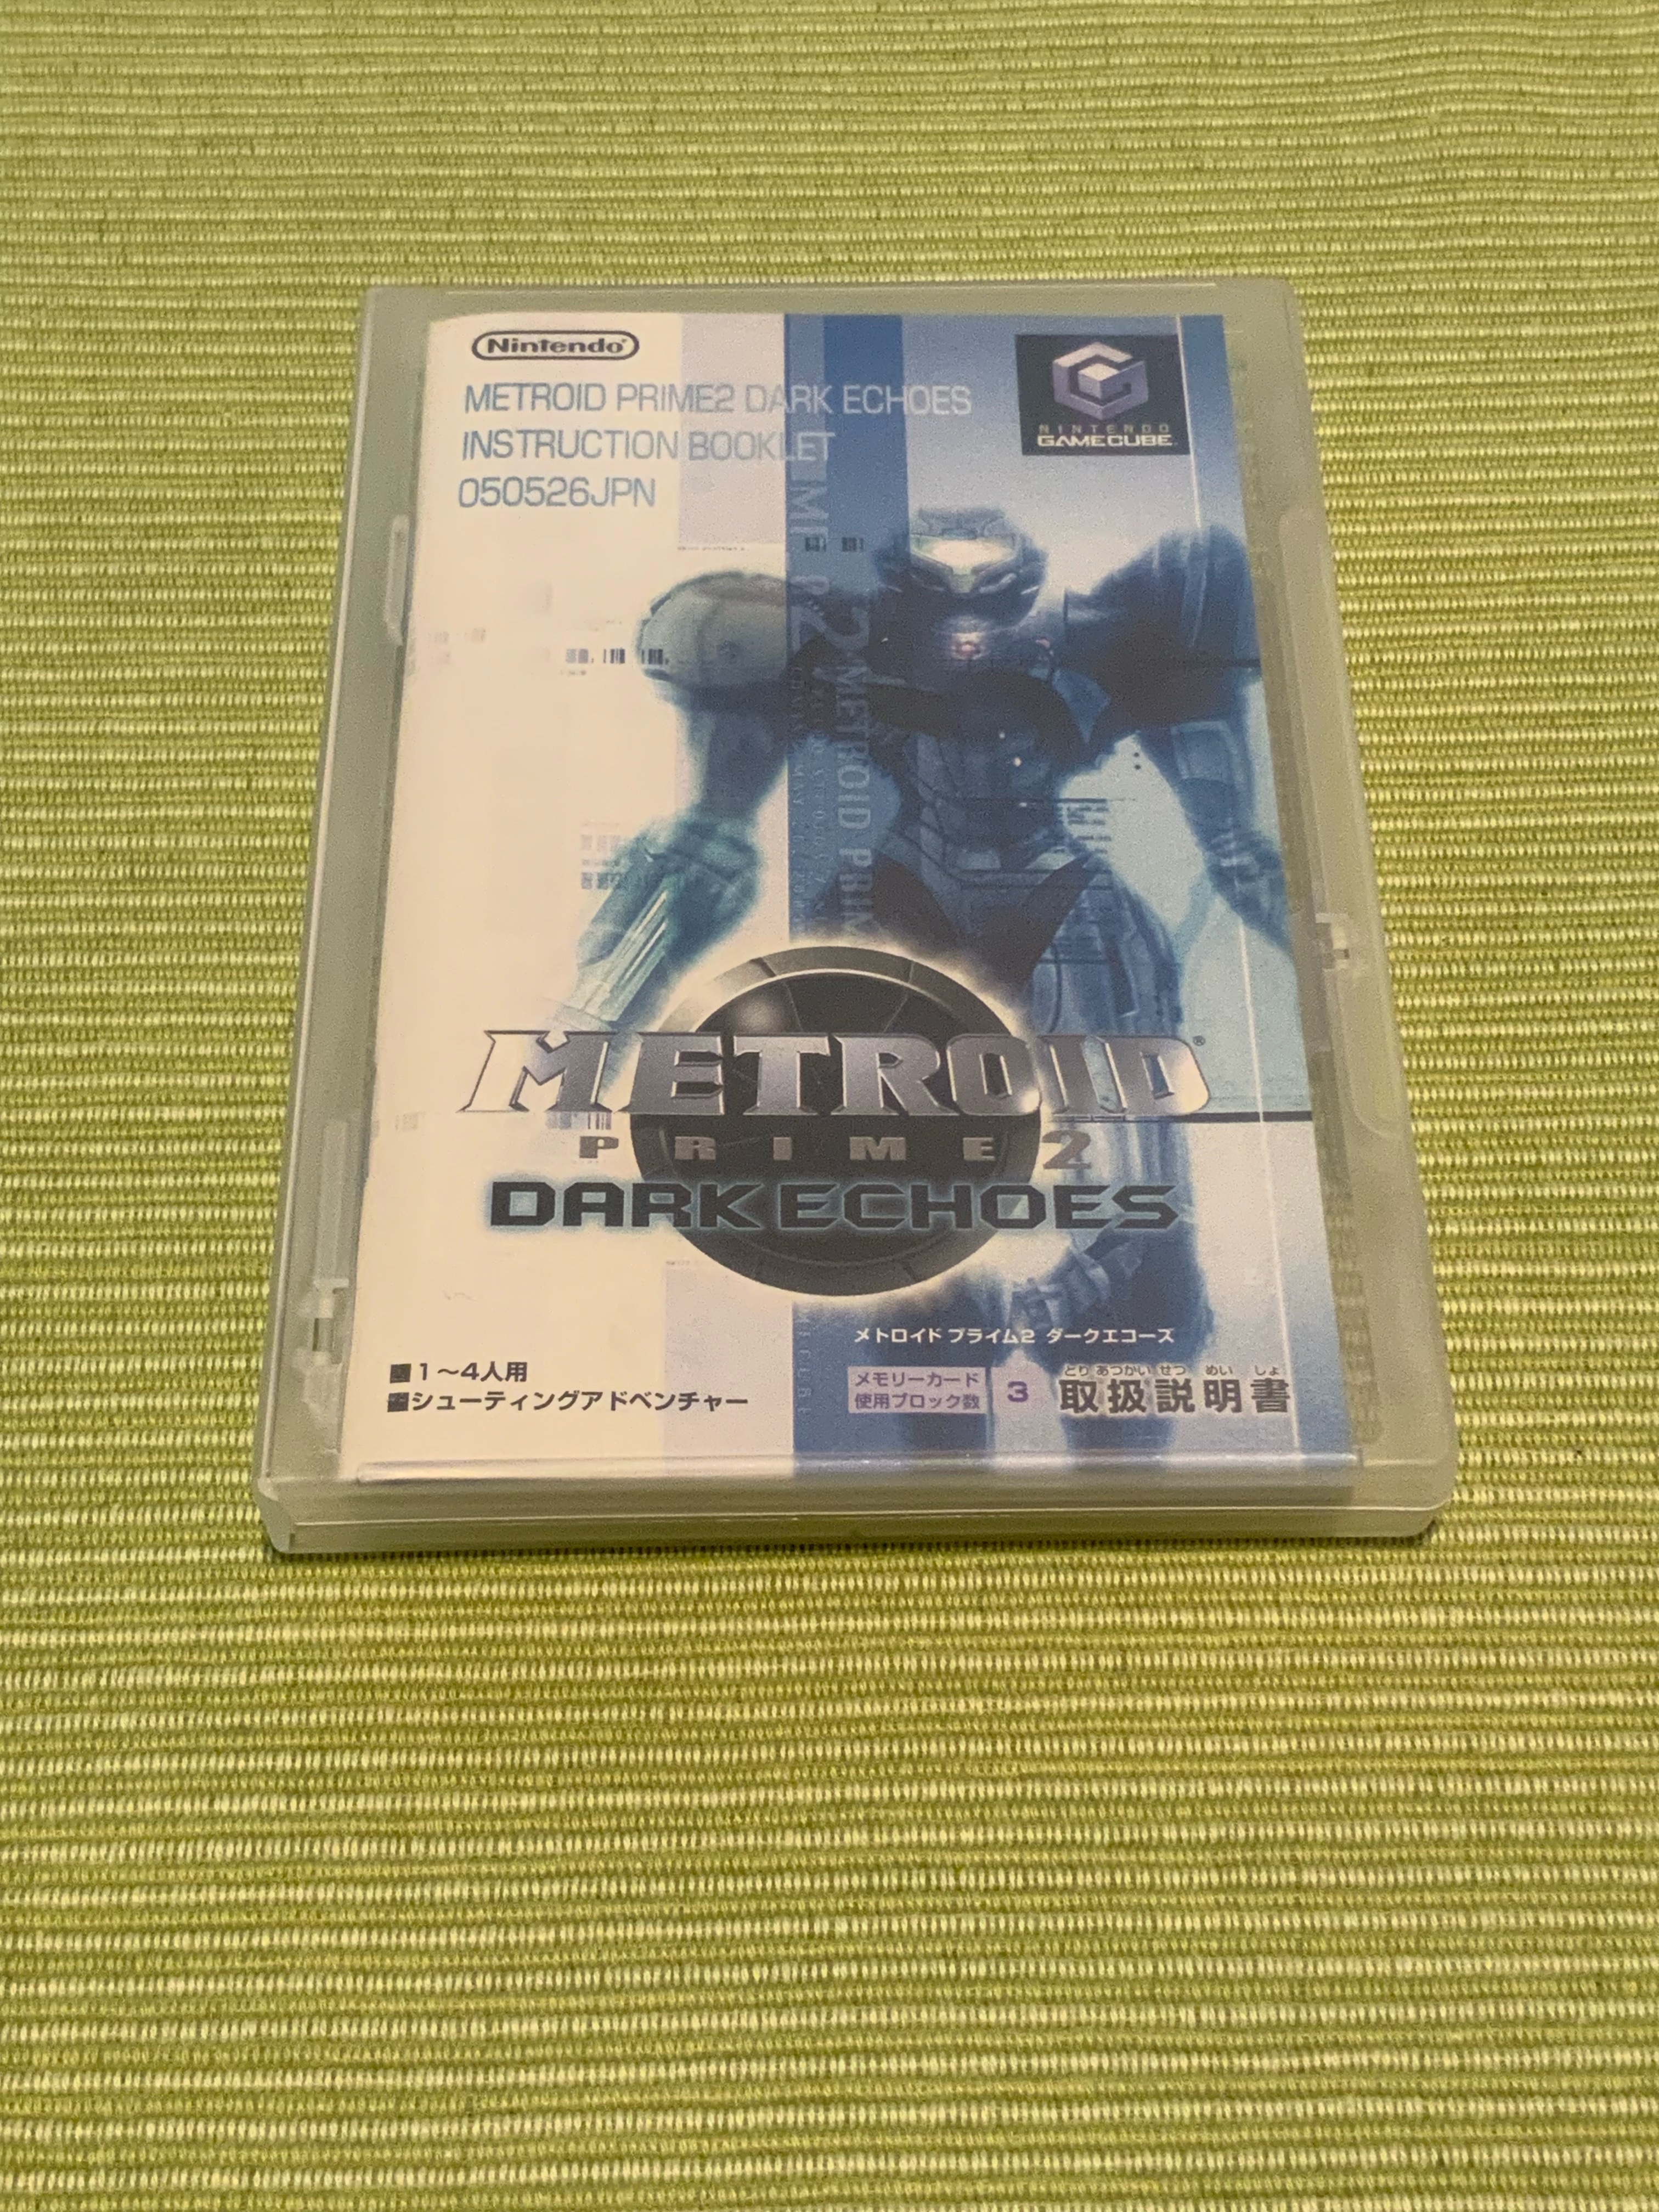 Nintendo
METROID PRIME2 DARK ECHOES
INSTRUCTION BOOKLET
050526JPN
NINTENDO
GAMECUBE
2 METROID PRIM
METROID®
PRIME 2
DARK ECHOES
メトロイド プライム2 ダークエコーズ
■1～4人用
■シューティングアドベンチャー
メモリーカード
使用ブロック数
3
とり あつかい せつ めい しょ
取扱説明書